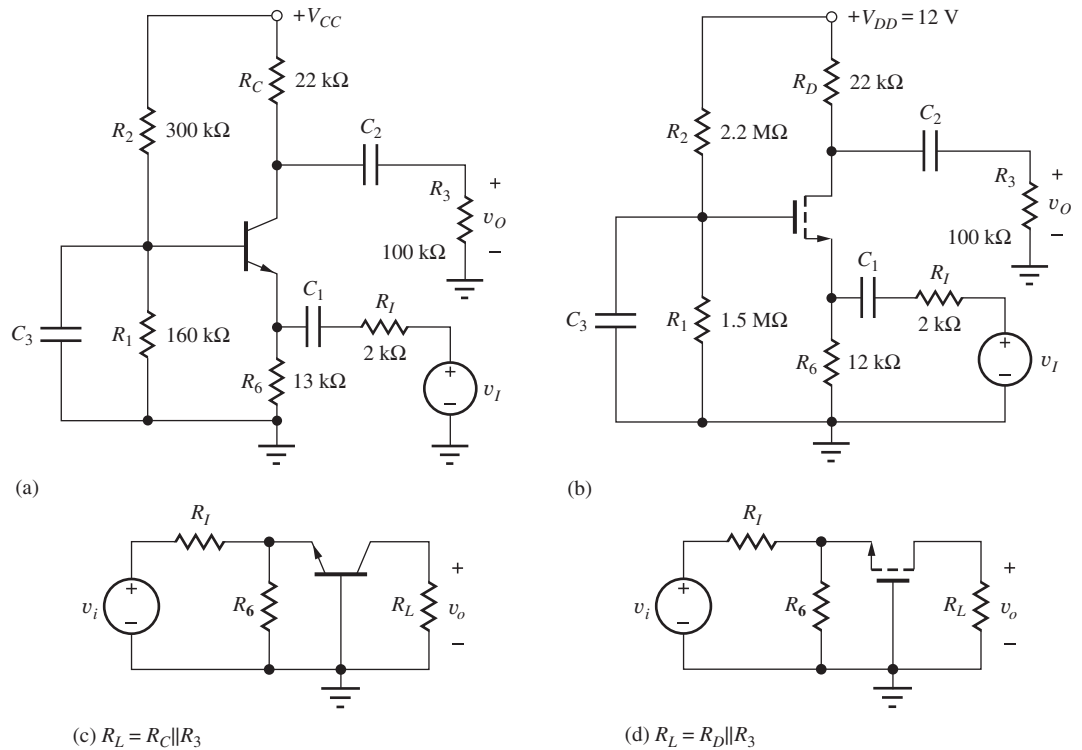 +V_CC
R_C
22 kΩ
R_2
300 kΩ
C_2
R_3
+
v_O
−
100 kΩ
C_3
R_1
160 kΩ
C_1
R_I
2 kΩ
R_6
13 kΩ
+
−
v_I
(a)
+V_DD = 12 V
R_D
22 kΩ
R_2
2.2 MΩ
C_2
R_3
+
v_O
−
100 kΩ
C_3
R_1
1.5 MΩ
C_1
R_I
2 kΩ
R_6
12 kΩ
+
−
v_I
(b)
R_I
v_i
+
−
R_6
R_L
+
v_o
−
(c) R_L = R_C||R_3
R_I
v_i
+
−
R_6
R_L
+
v_o
−
(d) R_L = R_D||R_3